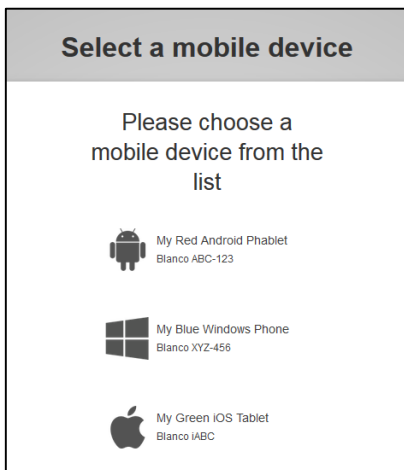 Select a mobile device
Please choose a
mobile device from the
list
My Red Android Phablet
Blanco ABC-123
My Blue Windows Phone
Blanco XYZ-456
My Green iOS Tablet
Blanco iABC